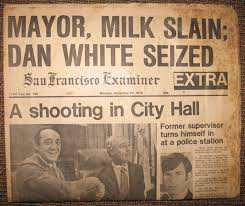 MAYOR, MILK SLAIN;
DAN WHITE SEIZED
San Francisco Examiner
EXTRA
A shooting in City Hall
Former supervisor
turns himself in
at a police station